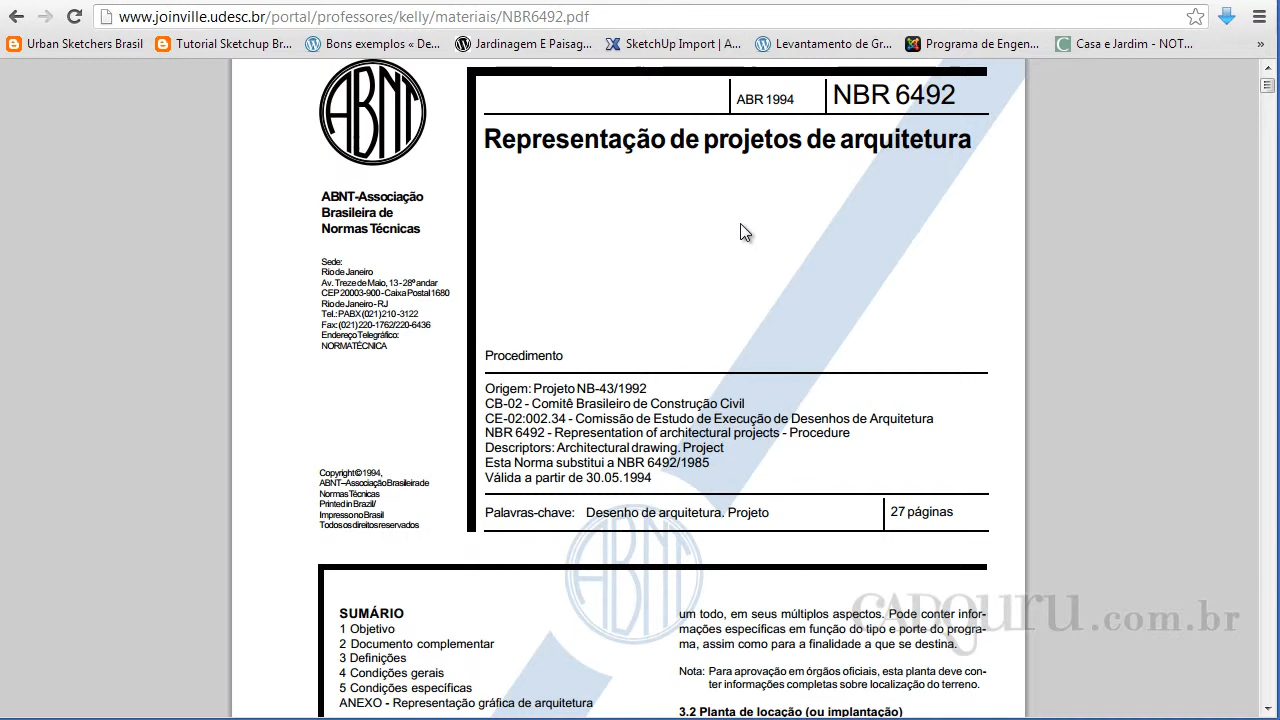 www.joinville.udesc.br/portal/professores/kelly/materiais/NBR6492.pdf
Urban Sketchers Brasil
Tutorial Sketchup Br...
Bons exemplos « De...
Jardinagem E Paisag...
SketchUp Import | A...
Levantamento de Gr...
Programa de Engen...
Casa e Jardim - NOT...
»
ABNT
ABR 1994
NBR 6492
Representação de projetos de arquitetura
ABNT-Associação
Brasileira de
Normas Técnicas
Sede:
Rio de Janeiro
Av. Treze de Maio, 13 - 28º andar
CEP 20003-900 - Caixa Postal 1680
Rio de Janeiro - RJ
Tel.: PABX (021) 210 -3122
Fax: (021) 220-1762/220-6436
Endereço Telegráfico:
NORMATÉCNICA
Procedimento
Origem: Projeto NB-43/1992
CB-02 - Comitê Brasileiro de Construção Civil
CE-02:002.34 - Comissão de Estudo de Execução de Desenhos de Arquitetura
NBR 6492 - Representation of architectural projects - Procedure
Descriptors: Architectural drawing. Project
Esta Norma substitui a NBR 6492/1985
Válida a partir de 30.05.1994
Copyright © 1994,
ABNT–Associação Brasileira de
Normas Técnicas
Printed in Brazil/
Impresso no Brasil
Todos os direitos reservados
Palavras-chave: Desenho de arquitetura. Projeto
27 páginas
ABNT
SUMÁRIO
1 Objetivo
2 Documento complementar
3 Definições
4 Condições gerais
5 Condições específicas
ANEXO - Representação gráfica de arquitetura
um todo, em seus múltiplos aspectos. Pode conter infor-
mações específicas em função do tipo e porte do progra-
ma, assim como para a finalidade a que se destina.
Nota: Para aprovação em órgãos oficiais, esta planta deve con-
ter informações completas sobre localização do terreno.
3.2 Planta de locação (ou implantação)
CADGURU.com.br